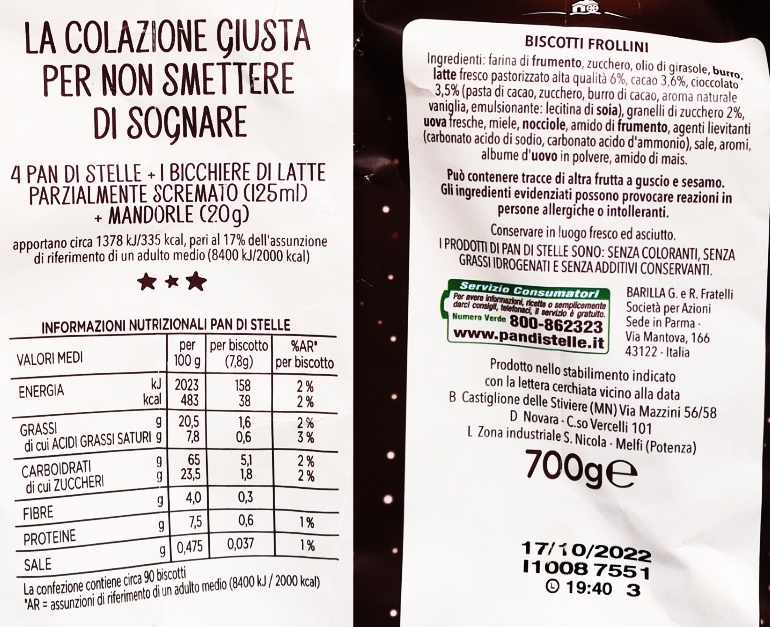 LA COLAZIONE GIUSTA
PER NON SMETTERE
DI SOGNARE
4 PAN DI STELLE + 1 BICCHIERE DI LATTE
PARZIALMENTE SCREMATO (125ml)
+ MANDORLE (20g)
apportano circa 1378 kJ/335 kcal, pari al 17% dell'assunzione
di riferimento di un adulto medio (8400 kJ/2000 kcal)
INFORMAZIONI NUTRIZIONALI PAN DI STELLE
VALORI MEDI per 100 g per biscotto (7,8g) %AR* per biscotto
ENERGIA kJ 2023 158 2%
kcal 483 38 2%
GRASSI g 20,5 1,6 2%
di cui ACIDI GRASSI SATURI g 7,8 0,6 3%
CARBOIDRATI g 65 5,1 2%
di cui ZUCCHERI g 23,5 1,8 2%
FIBRE g 4,0 0,3
PROTEINE g 7,5 0,6 1%
SALE g 0,475 0,037 1%
La confezione contiene circa 90 biscotti
*AR = assunzioni di riferimento di un adulto medio (8400 kJ / 2000 kcal)
BISCOTTI FROLLINI
Ingredienti: farina di frumento, zucchero, olio di girasole, burro,
latte fresco pastorizzato alta qualità 6%, cacao 3,6%, cioccolato
3,5% (pasta di cacao, zucchero, burro di cacao, aroma naturale
vaniglia, emulsionante: lecitina di soia), granelli di zucchero 2%,
uova fresche, miele, nocciole, amido di frumento, agenti lievitanti
(carbonato acido di sodio, carbonato acido d'ammonio), sale, aromi,
albume d'uovo in polvere, amido di mais.
Può contenere tracce di altra frutta a guscio e sesamo.
Gli ingredienti evidenziati possono provocare reazioni in
persone allergiche o intolleranti.
Conservare in luogo fresco ed asciutto.
I PRODOTTI DI PAN DI STELLE SONO: SENZA COLORANTI, SENZA
GRASSI IDROGENATI E SENZA ADDITIVI CONSERVANTI.
Servizio Consumatori
Per avere informazioni, ricette o semplicemente
darci consigli, telefonaci, il servizio è gratuito.
Numero Verde 800-862323
www.pandistelle.it
BARILLA G. e R. Fratelli
Società per Azioni
Sede in Parma -
Via Mantova, 166
43122 - Italia
Prodotto nello stabilimento indicato
con la lettera cerchiata vicino alla data
B Castiglione delle Stiviere (MN) Via Mazzini 56/58
D Novara - C.so Vercelli 101
L Zona industriale S. Nicola - Melfi (Potenza)
700g e
17/10/2022
I1008 7551
L 19:40 3